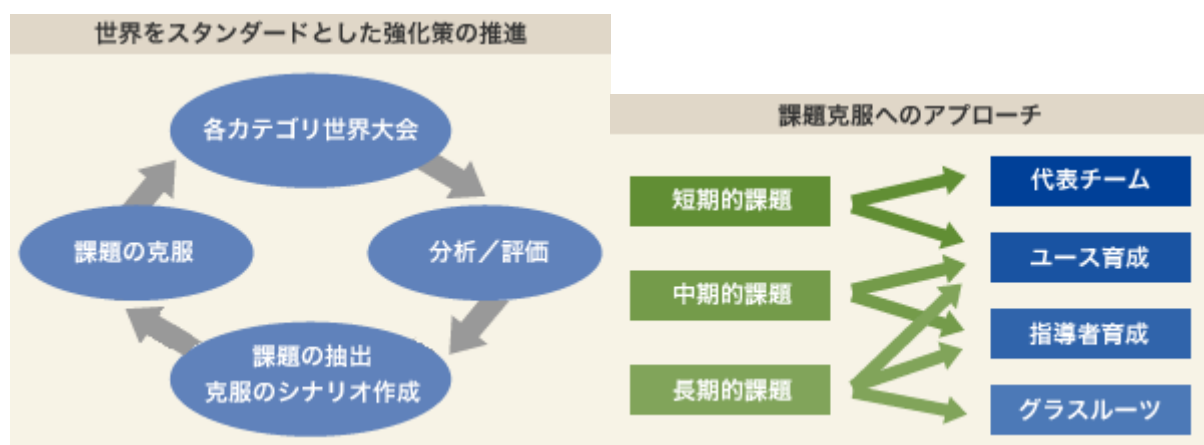 世界をスタンダードとした強化策の推進
各カテゴリ世界大会
分析／評価
課題の抽出
克服のシナリオ作成
課題の克服
課題克服へのアプローチ
短期的課題
中期的課題
長期的課題
代表チーム
ユース育成
指導者育成
グラスルーツ